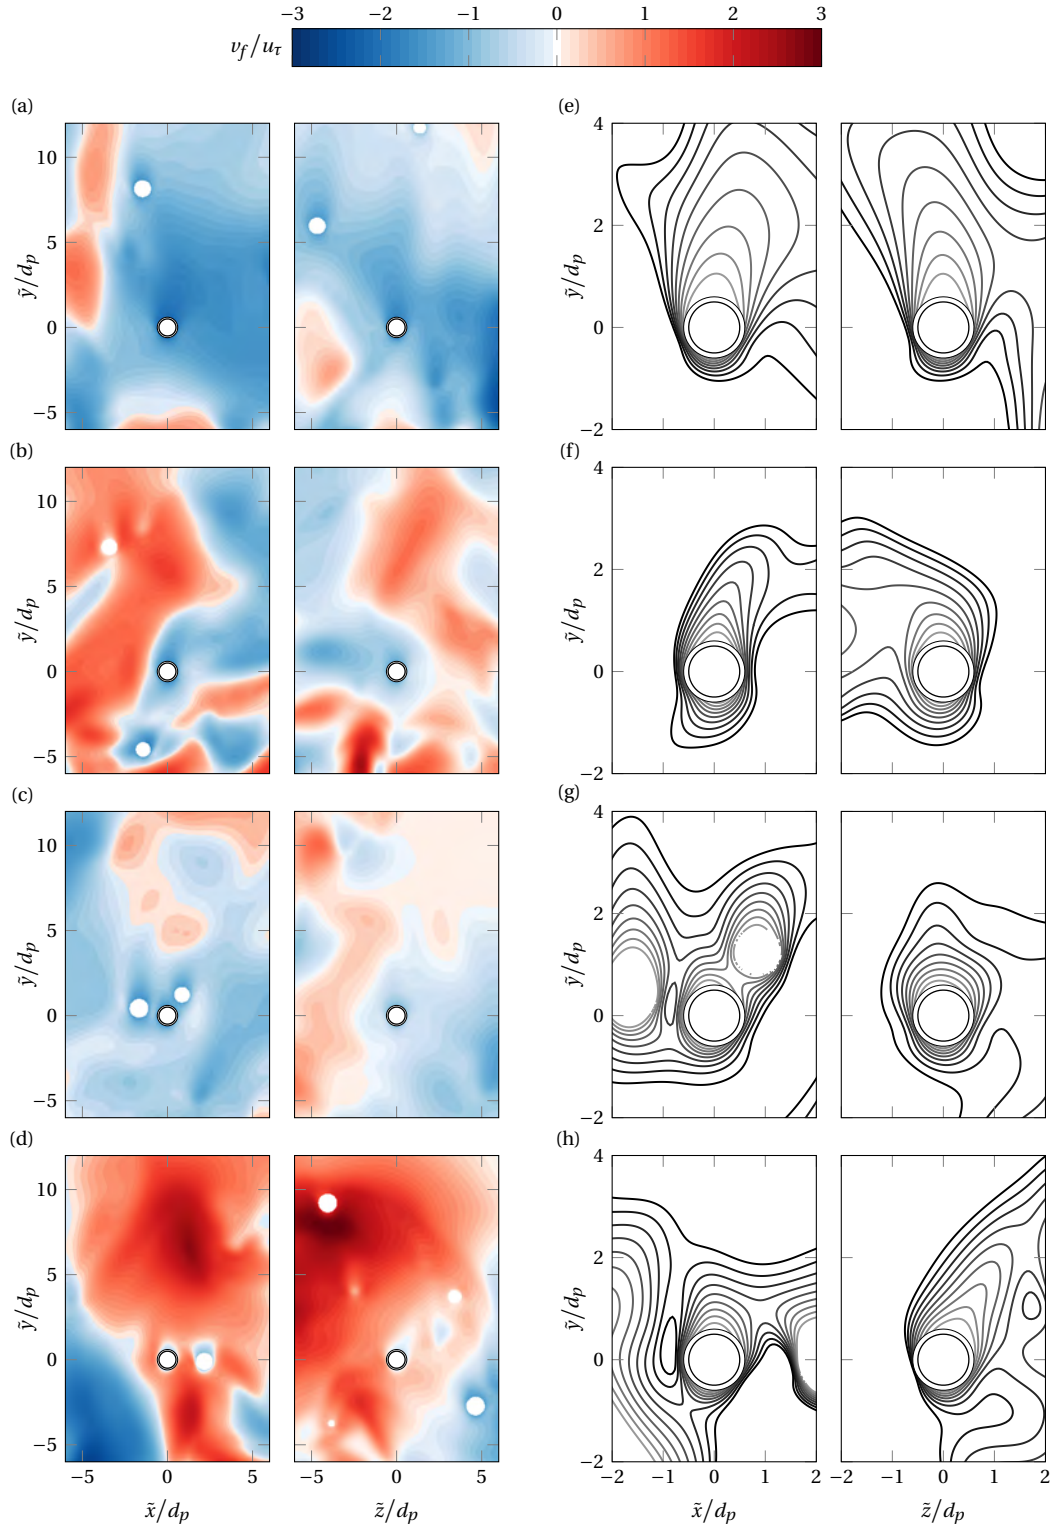 −3 −2 −1 0 1 2 3
v_f/u_τ
(a) (e)
10 4
5 2
0 0
−5 −2
ỹ/d_p ỹ/d_p
(b) (f)
10 4
5 2
0 0
−5 −2
ỹ/d_p ỹ/d_p
(c) (g)
10 4
5 2
0 0
−5 −2
ỹ/d_p ỹ/d_p
(d) (h)
10 4
5 2
0 0
−5 −2
ỹ/d_p ỹ/d_p
−5 0 5 −5 0 5 −2 −1 0 1 2 −2 −1 0 1 2
x̃/d_p z̃/d_p x̃/d_p z̃/d_p